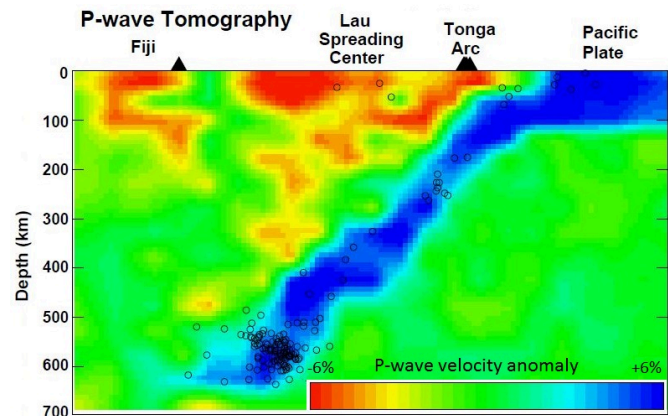 P-wave Tomography
Fiji
Lau
Spreading
Center
Tonga
Arc
Pacific
Plate
Depth (km)
0
100
200
300
400
500
600
700
P-wave velocity anomaly
-6%
+6%